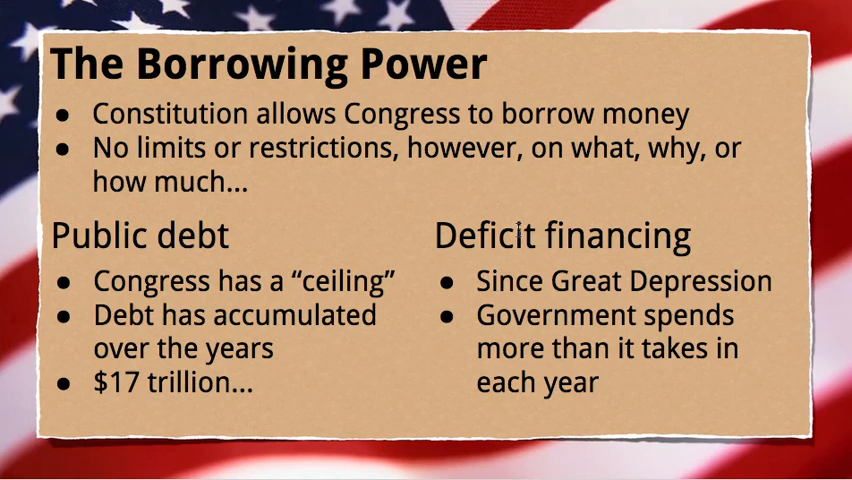 The Borrowing Power
● Constitution allows Congress to borrow money
● No limits or restrictions, however, on what, why, or
how much...
Public debt
● Congress has a “ceiling”
● Debt has accumulated
over the years
● $17 trillion...
Deficit financing
● Since Great Depression
● Government spends
more than it takes in
each year